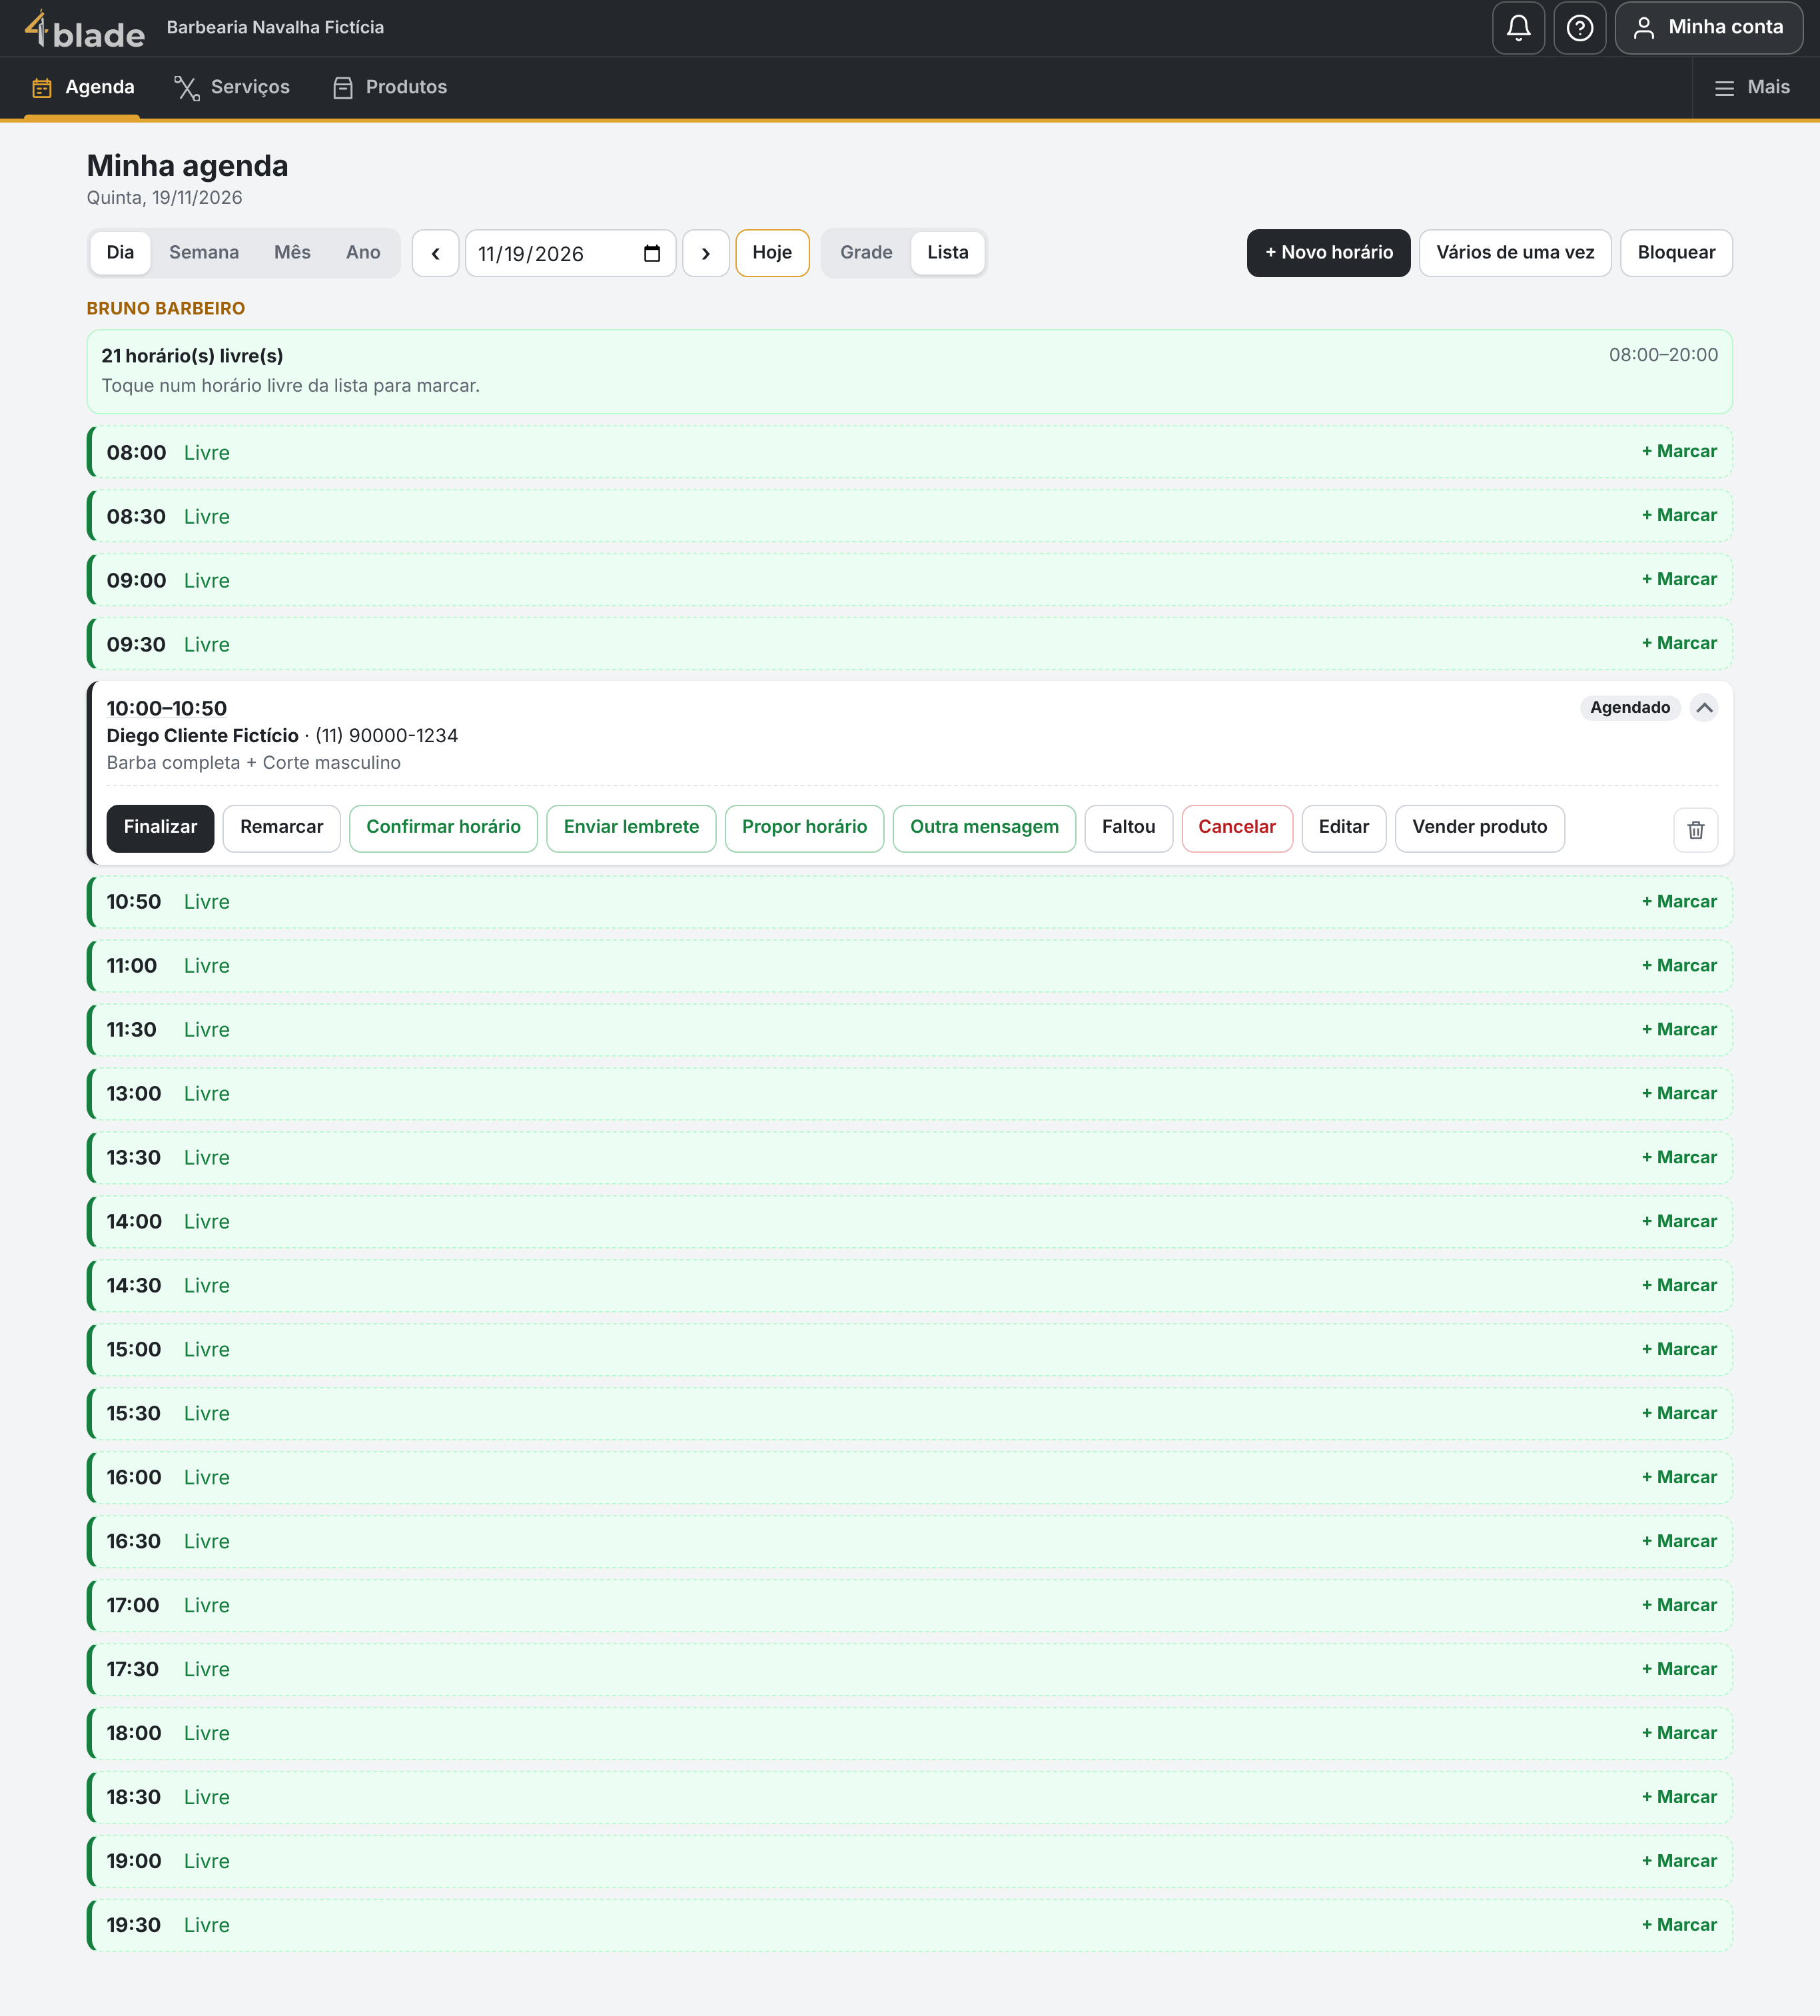 4blade
Barbearia Navalha Fictícia
Minha conta
Agenda
Serviços
Produtos
Mais
Minha agenda
Quinta, 19/11/2026
Dia Semana Mês Ano
‹ 11/19/2026 › Hoje
Grade Lista
+ Novo horário
Vários de uma vez
Bloquear
BRUNO BARBEIRO
21 horário(s) livre(s) 08:00–20:00
Toque num horário livre da lista para marcar.
08:00 Livre + Marcar
08:30 Livre + Marcar
09:00 Livre + Marcar
09:30 Livre + Marcar
10:00–10:50 Agendado
Diego Cliente Fictício · (11) 90000-1234
Barba completa + Corte masculino
Finalizar Remarcar Confirmar horário Enviar lembrete Propor horário Outra mensagem Faltou Cancelar Editar Vender produto
10:50 Livre + Marcar
11:00 Livre + Marcar
11:30 Livre + Marcar
13:00 Livre + Marcar
13:30 Livre + Marcar
14:00 Livre + Marcar
14:30 Livre + Marcar
15:00 Livre + Marcar
15:30 Livre + Marcar
16:00 Livre + Marcar
16:30 Livre + Marcar
17:00 Livre + Marcar
17:30 Livre + Marcar
18:00 Livre + Marcar
18:30 Livre + Marcar
19:00 Livre + Marcar
19:30 Livre + Marcar